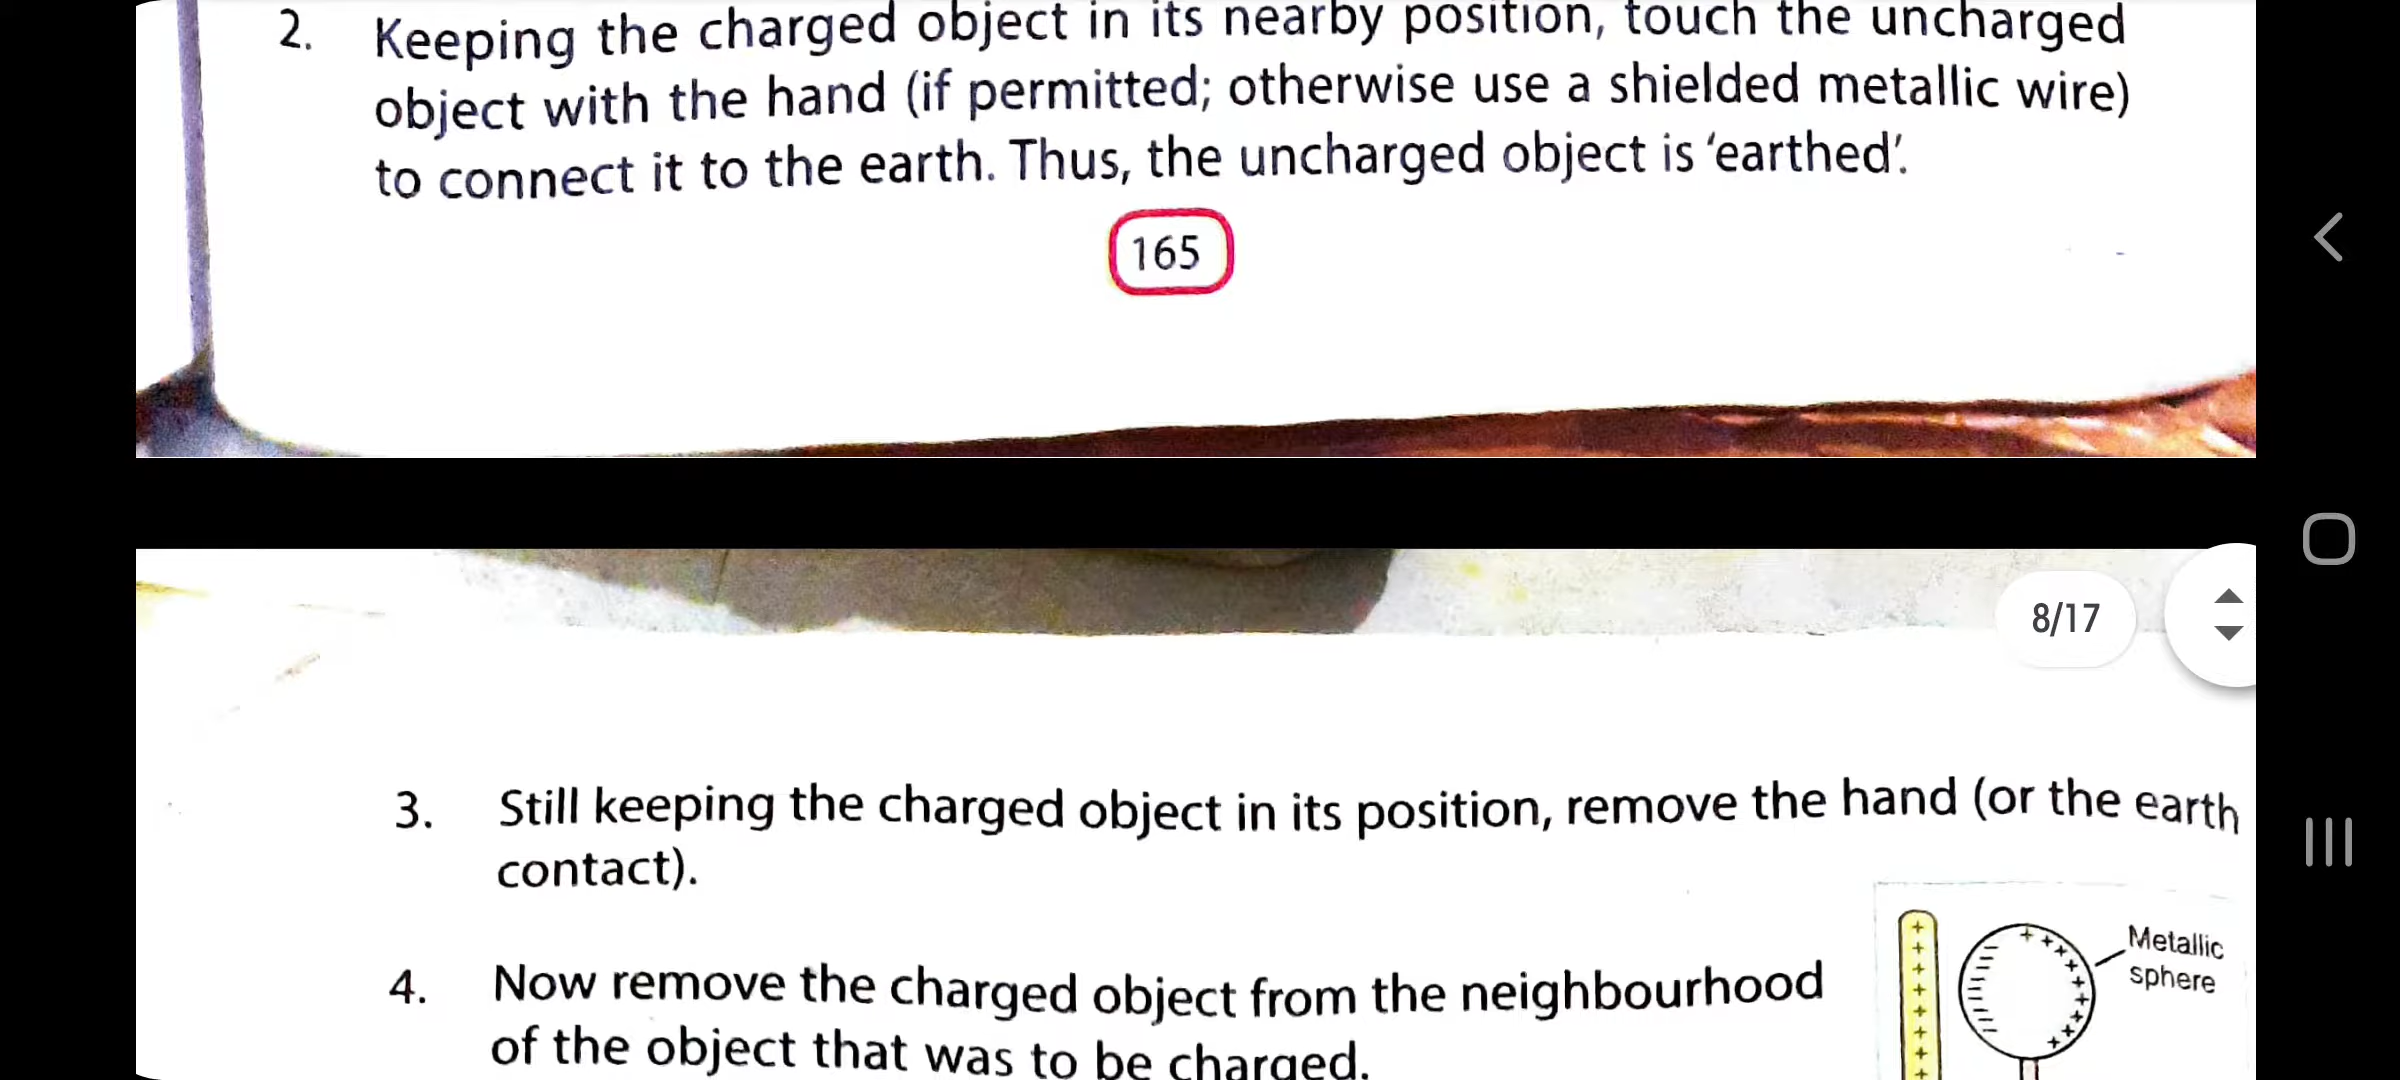 2. Keeping the charged object in its nearby position, touch the uncharged
object with the hand (if permitted; otherwise use a shielded metallic wire)
to connect it to the earth. Thus, the uncharged object is ‘earthed’.
165
8/17
3. Still keeping the charged object in its position, remove the hand (or the earth
contact).
4. Now remove the charged object from the neighbourhood
of the object that was to be charged.
Metallic
sphere